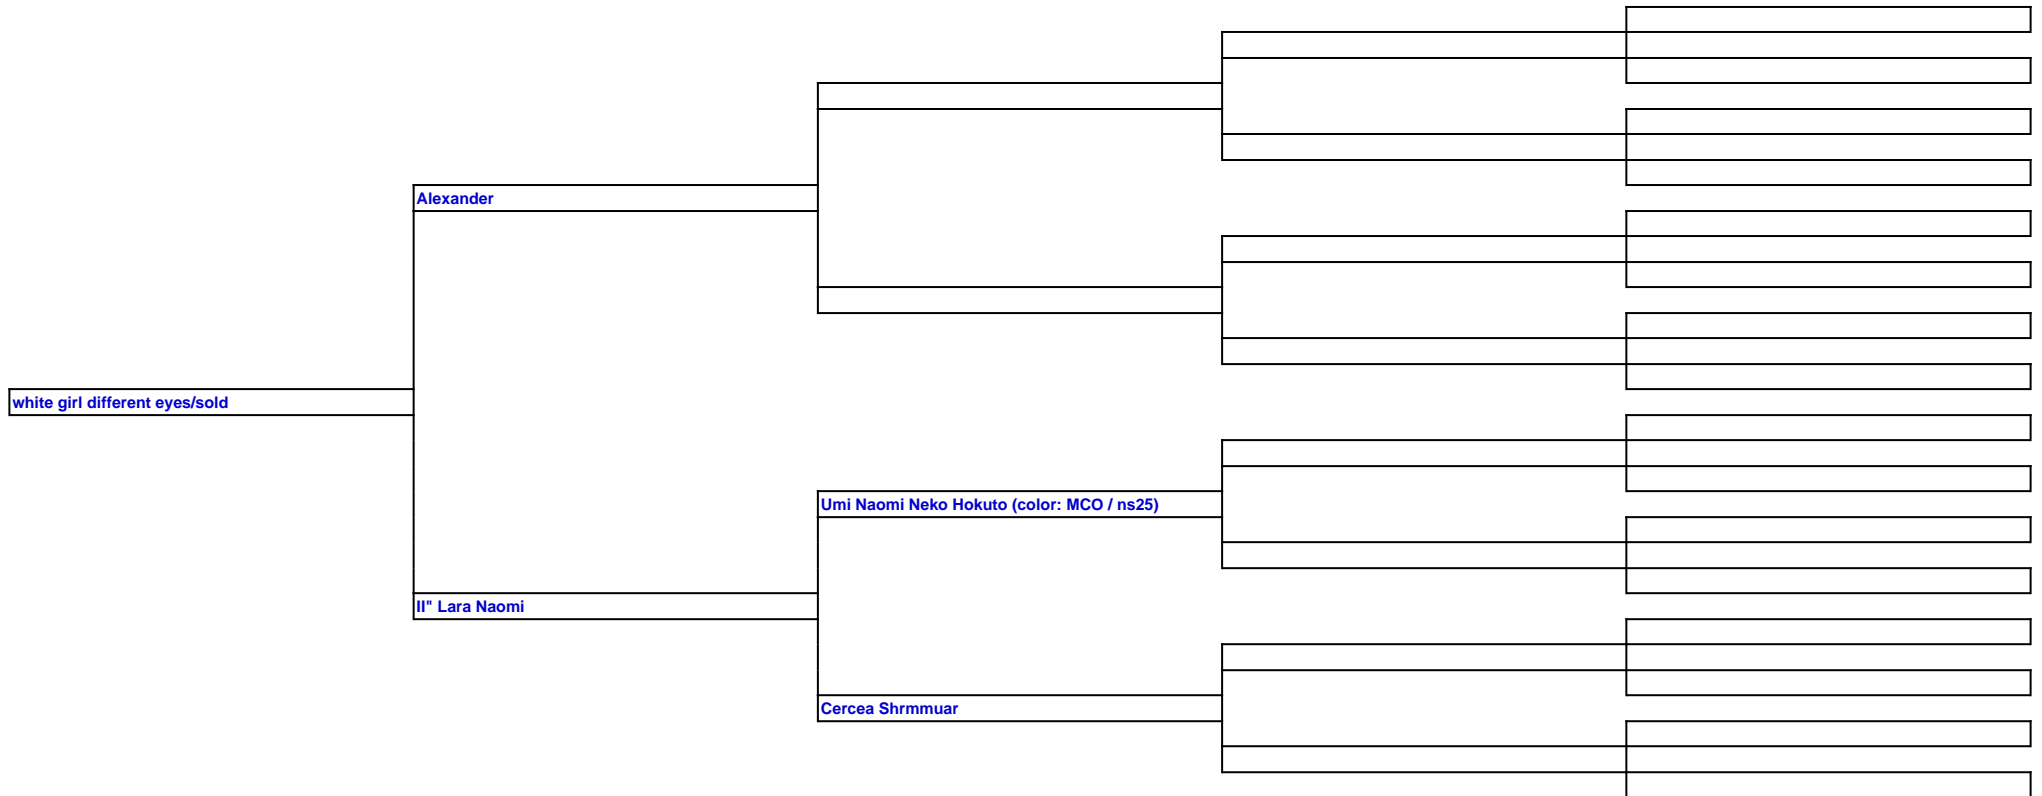 Alexander
white girl different eyes/sold
Umi Naomi Neko Hokuto (color: MCO / ns25)
II" Lara Naomi
Cercea Shrmmuar